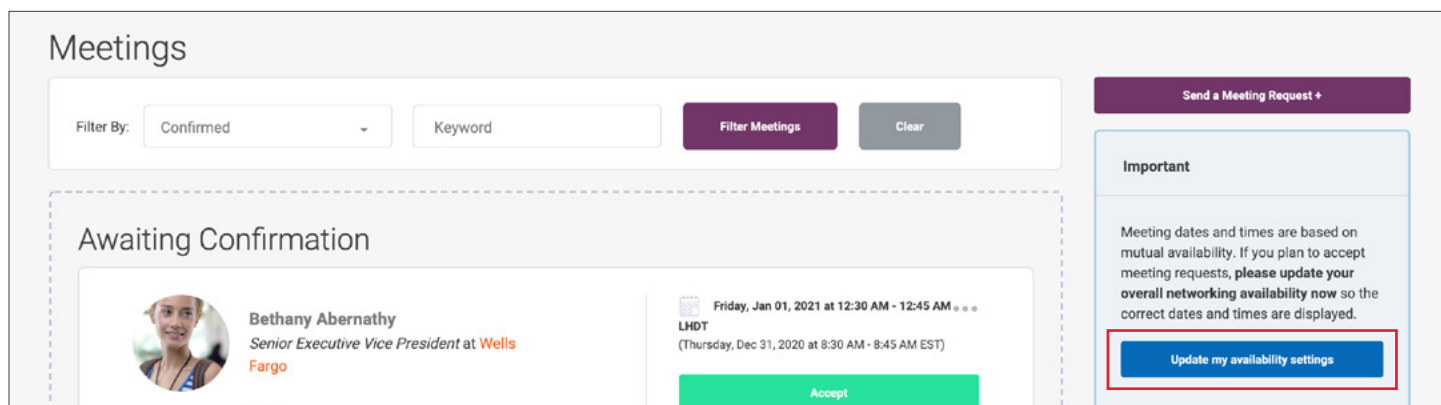 Meetings
Filter By:
Confirmed
Keyword
Filter Meetings
Clear
Send a Meeting Request +
Important
Meeting dates and times are based on
mutual availability. If you plan to accept
meeting requests, please update your
overall networking availability now so the
correct dates and times are displayed.
Update my availability settings
Awaiting Confirmation
Bethany Abernathy
Senior Executive Vice President at Wells
Fargo
Friday, Jan 01, 2021 at 12:30 AM - 12:45 AM
LHDT
(Thursday, Dec 31, 2020 at 8:30 AM - 8:45 AM EST)
Accept